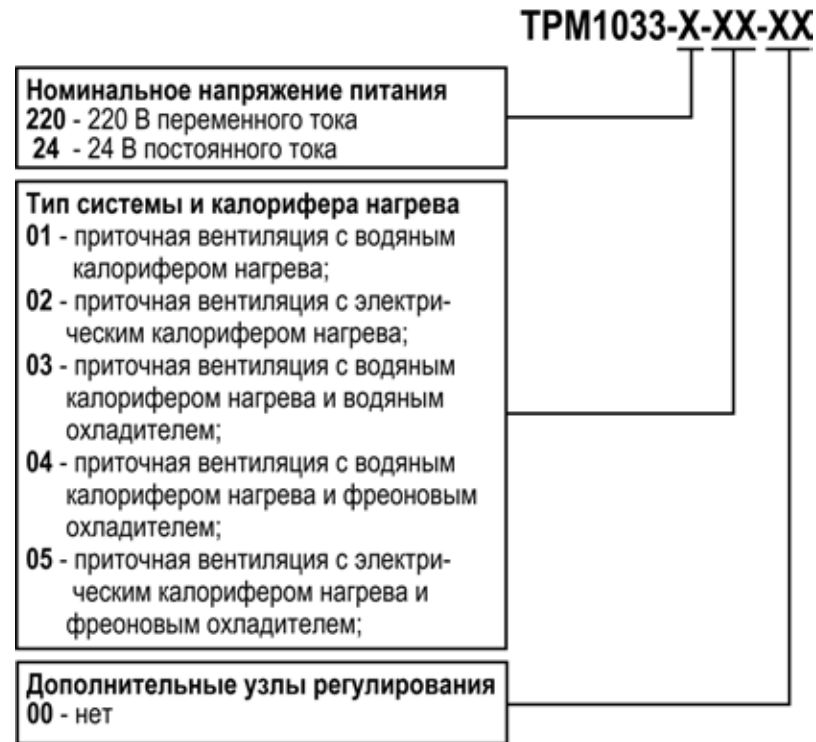 ТРМ1033-Х-ХХ-ХХ
Номинальное напряжение питания
220 - 220 В переменного тока
24 - 24 В постоянного тока
Тип системы и калорифера нагрева
01 - приточная вентиляция с водяным
калорифером нагрева;
02 - приточная вентиляция с электри-
ческим калорифером нагрева;
03 - приточная вентиляция с водяным
калорифером нагрева и водяным
охладителем;
04 - приточная вентиляция с водяным
калорифером нагрева и фреоновым
охладителем;
05 - приточная вентиляция с электри-
ческим калорифером нагрева и
фреоновым охладителем;
Дополнительные узлы регулирования
00 - нет